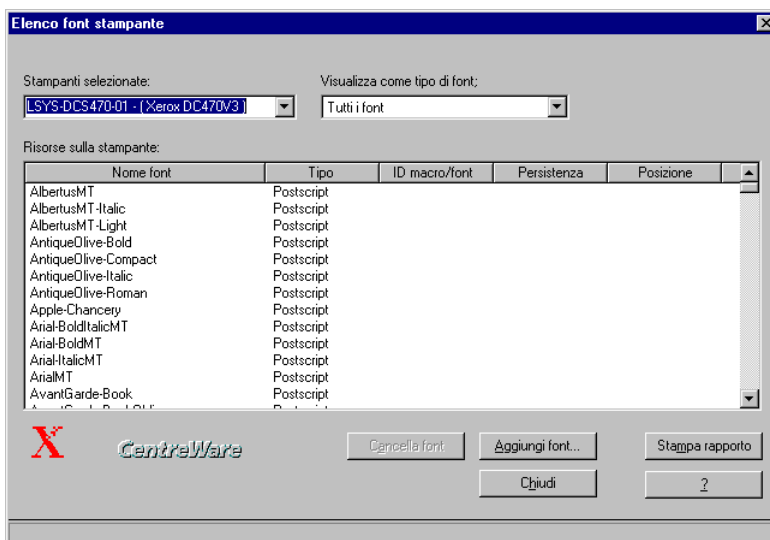 Elenco font stampante
Stampanti selezionate: Visualizza come tipo di font;
LSYS-DCS470-01 - ( Xerox DC470V3 ) Tutti i font
Risorse sulla stampante:
Nome font Tipo ID macro/font Persistenza Posizione
AlbertusMT Postscript
AlbertusMT-Italic Postscript
AlbertusMT-Light Postscript
AntiqueOlive-Bold Postscript
AntiqueOlive-Compact Postscript
AntiqueOlive-Italic Postscript
AntiqueOlive-Roman Postscript
Apple-Chancery Postscript
Arial-BoldItalicMT Postscript
Arial-BoldMT Postscript
Arial-ItalicMT Postscript
ArialMT Postscript
AvantGarde-Book Postscript
X CentreWare Cancella font Aggiungi font... Stampa rapporto
Chiudi ?